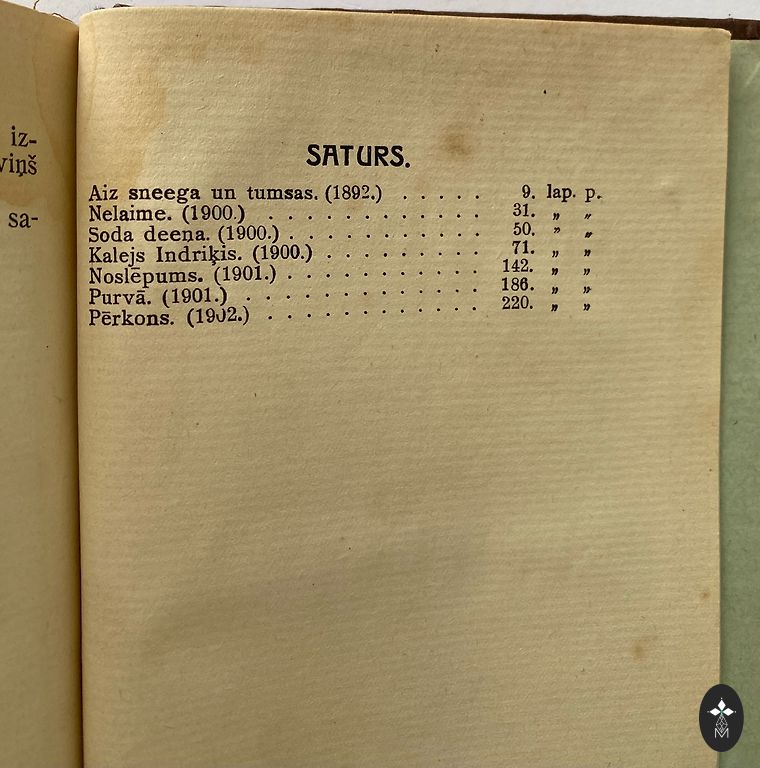 iz-
viņš
sa-
SATURS.
Aiz sneega un tumsas. (1892.) . . . . . 9. lap. p.
Nelaime. (1900.) . . . . . . . . . . . 31. „ „
Soda deena. (1900.) . . . . . . . . . . 50. „ „
Kalejs Indriķis. (1900.) . . . . . . . . 71. „ „
Noslēpums. (1901.) . . . . . . . . . . 142. „ „
Purvā. (1901.) . . . . . . . . . . . . 186. „ „
Pērkons. (1902.) . . . . . . . . . . . 220. „ „
M